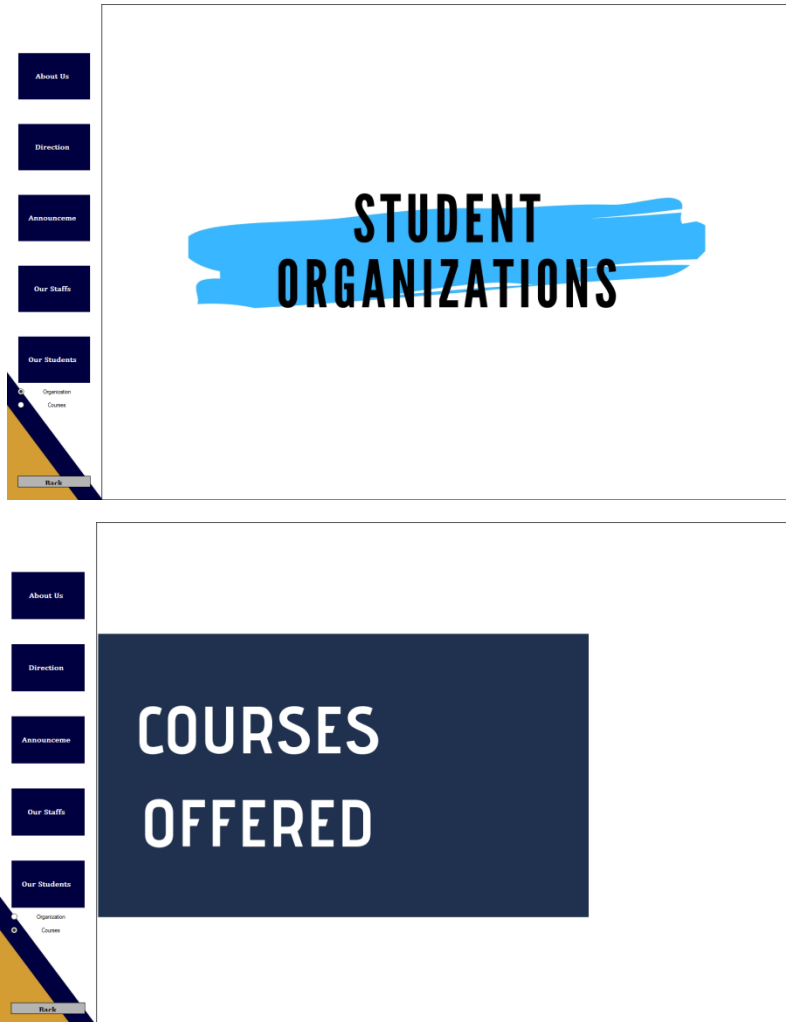 About Us
Direction
Announceme
Our Staffs
Our Students
Organization
Courses
Back
STUDENT
ORGANIZATIONS
About Us
Direction
Announceme
Our Staffs
Our Students
Organization
Courses
Back
COURSES
OFFERED